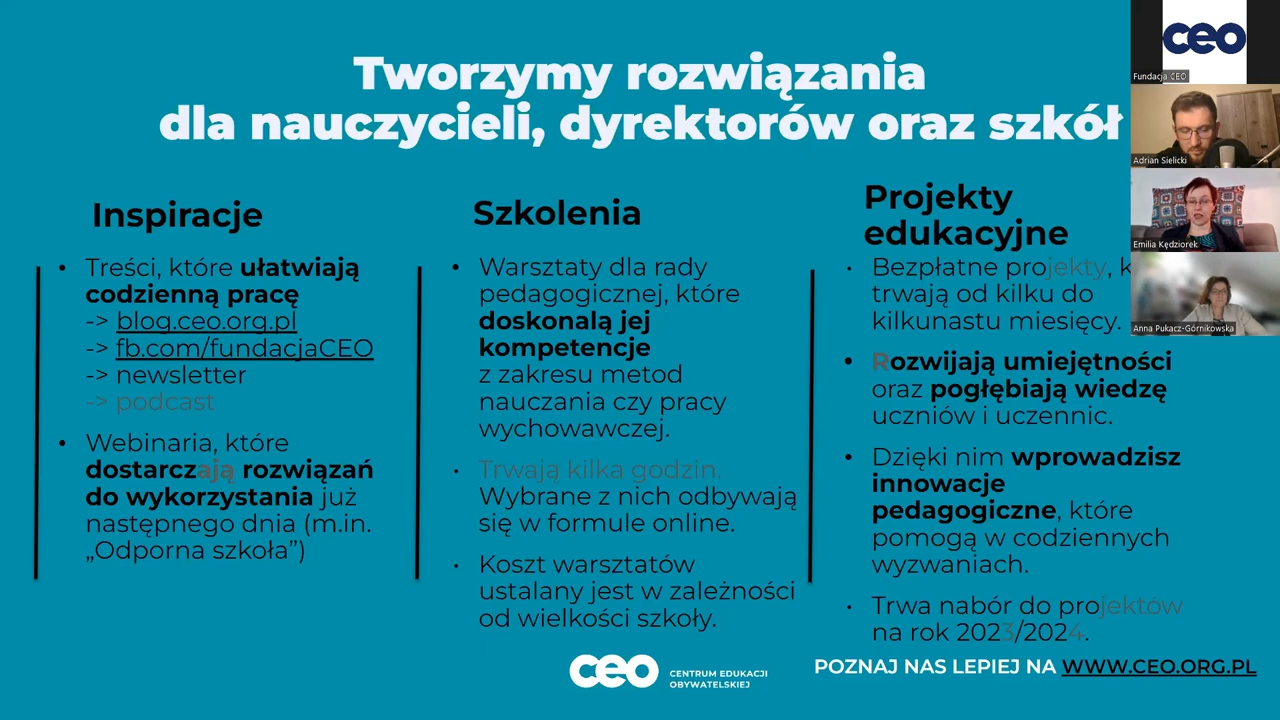 Tworzymy rozwiązania
dla nauczycieli, dyrektorów oraz szkół
Inspiracje
• Treści, które ułatwiają
codzienną pracę
-> blog.ceo.org.pl
-> fb.com/fundacjaCEO
-> newsletter
-> podcast
• Webinaria, które
dostarczają rozwiązań
do wykorzystania już
następnego dnia (m.in.
„Odporna szkoła”)
Szkolenia
• Warsztaty dla rady
pedagogicznej, które
doskonalą jej
kompetencje
z zakresu metod
nauczania czy pracy
wychowawczej.
• Trwają kilka godzin.
Wybrane z nich odbywają
się w formule online.
• Koszt warsztatów
ustalany jest w zależności
od wielkości szkoły.
Projekty
edukacyjne
• Bezpłatne projekty,
trwają od kilku do
kilkunastu miesięcy.
• Rozwijają umiejętności
oraz pogłębiają wiedzę
uczniów i uczennic.
• Dzięki nim wprowadzisz
innowacje
pedagogiczne, które
pomogą w codziennych
wyzwaniach.
• Trwa nabór do projektów
na rok 2023/2024.
ceo CENTRUM EDUKACJI
OBYWATELSKIEJ
POZNAJ NAS LEPIEJ NA WWW.CEO.ORG.PL
ceo
Fundacja CEO
Adrian Sielicki
Emilia Kędziorek
Anna Pukacz-Górnikowska